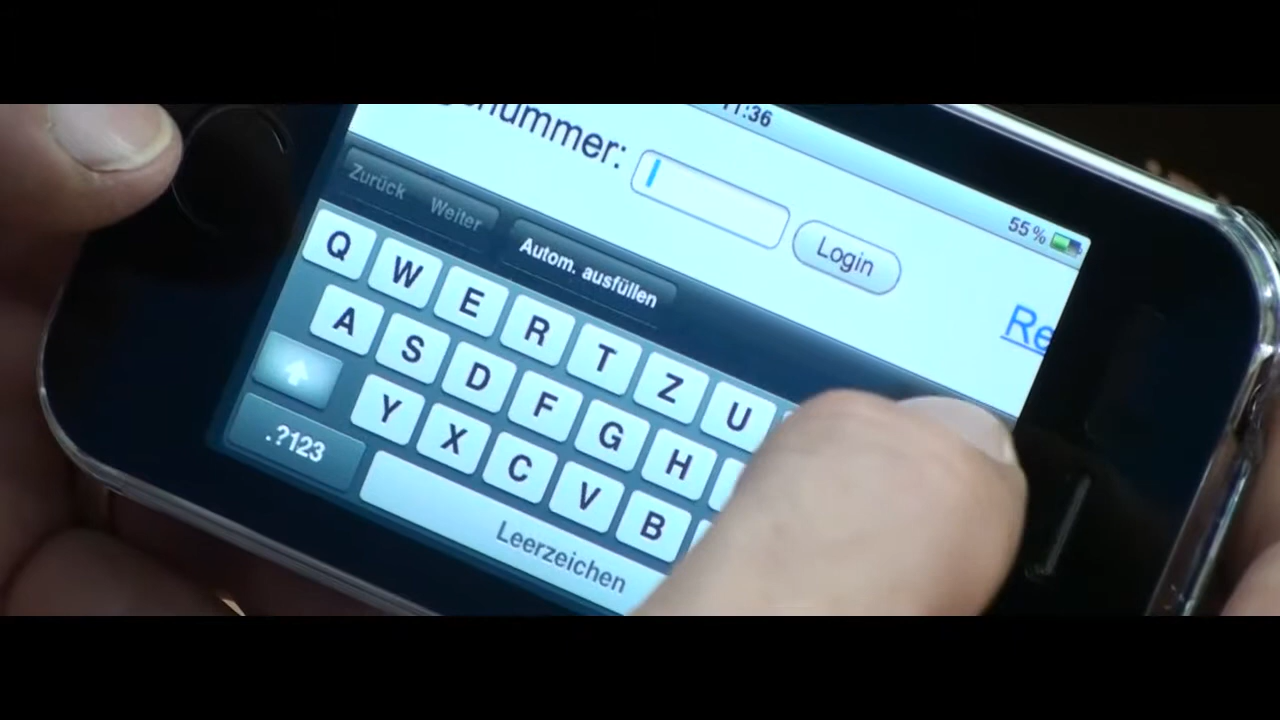 11:36
55 %
nummer:
Login
Re
Zurück Weiter Autom. ausfüllen
Q W E R T Z U
A S D F G H
Y X C V B
.?123 Leerzeichen